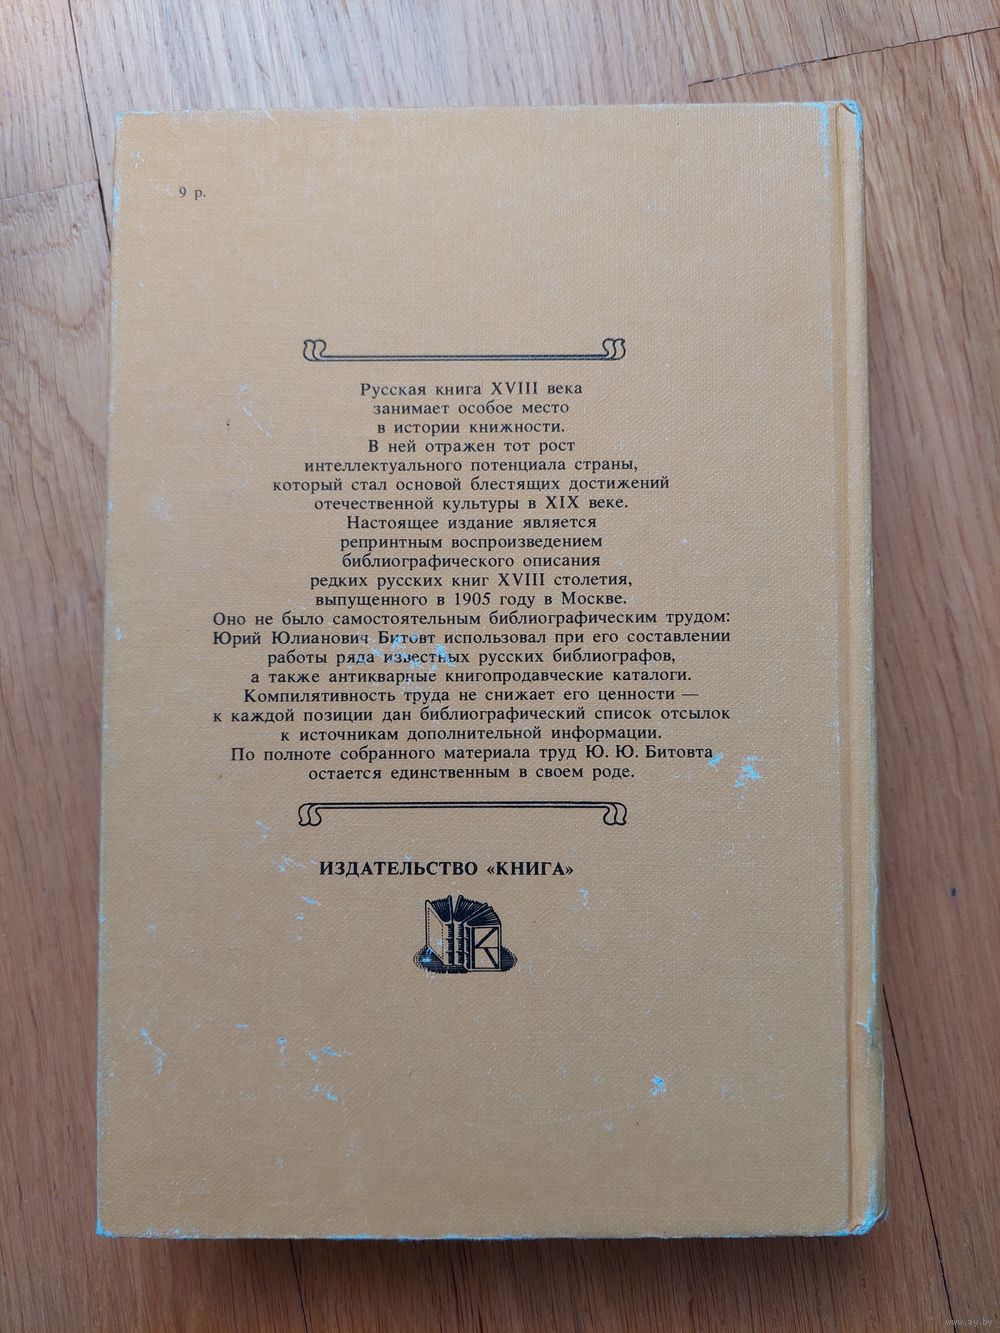 9 р.
Русская книга XVIII века
занимает особое место
в истории книжности.
В ней отражен тот рост
интеллектуального потенциала страны,
который стал основой блестящих достижений
отечественной культуры в XIX веке.
Настоящее издание является
репринтным воспроизведением
библиографического описания
редких русских книг XVIII столетия,
выпущенного в 1905 году в Москве.
Оно не было самостоятельным библиографическим трудом:
Юрий Юлианович Битовт использовал при его составлении
работы ряда известных русских библиографов,
а также антикварные книгопродавческие каталоги.
Компилятивность труда не снижает его ценности —
к каждой позиции дан библиографический список отсылок
к источникам дополнительной информации.
По полноте собранного материала труд Ю. Ю. Битовта
остается единственным в своем роде.
ИЗДАТЕЛЬСТВО «КНИГА»
К
www.ay.by